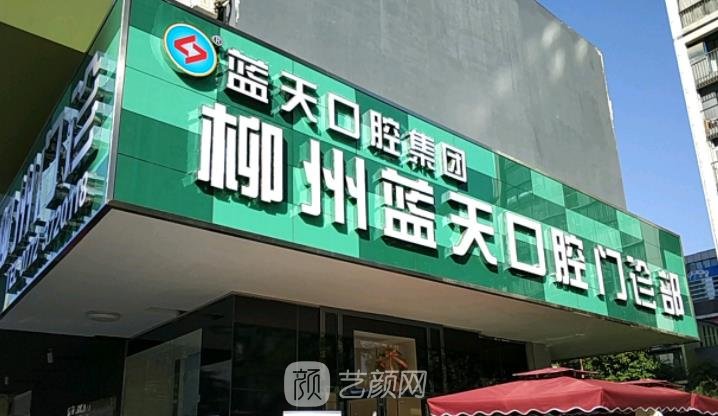 蓝天口腔集团
柳州蓝天口腔门诊部
颜 艺颜网